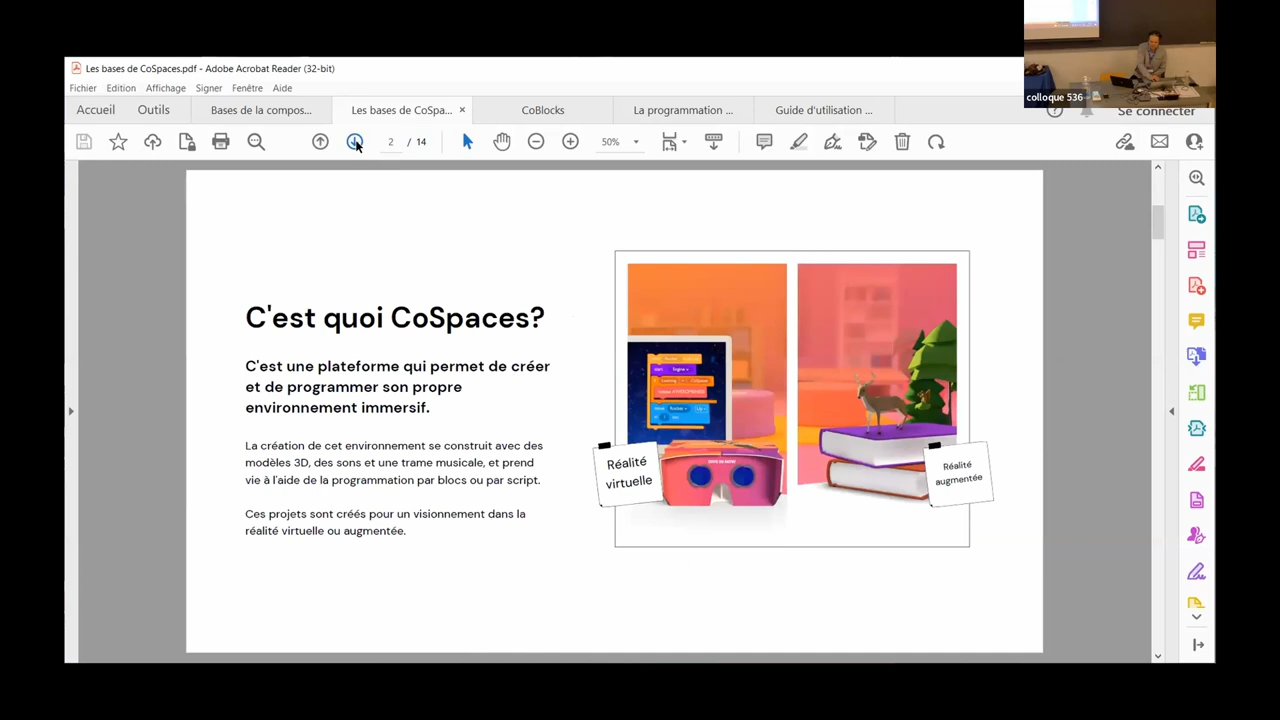 Les bases de CoSpaces.pdf - Adobe Acrobat Reader (32-bit)
Fichier Edition Affichage Signer Fenêtre Aide
colloque 536
Accueil Outils Bases de la compos... Les bases de CoSpa... × CoBlocks La programmation ... Guide d'utilisation ... Se connecter
2 / 14 50%
C'est quoi CoSpaces?
C'est une plateforme qui permet de créer
et de programmer son propre
environnement immersif.
La création de cet environnement se construit avec des
modèles 3D, des sons et une trame musicale, et prend
vie à l'aide de la programmation par blocs ou par script.
Ces projets sont créés pour un visionnement dans la
réalité virtuelle ou augmentée.
Réalité
virtuelle
Réalité
augmentée